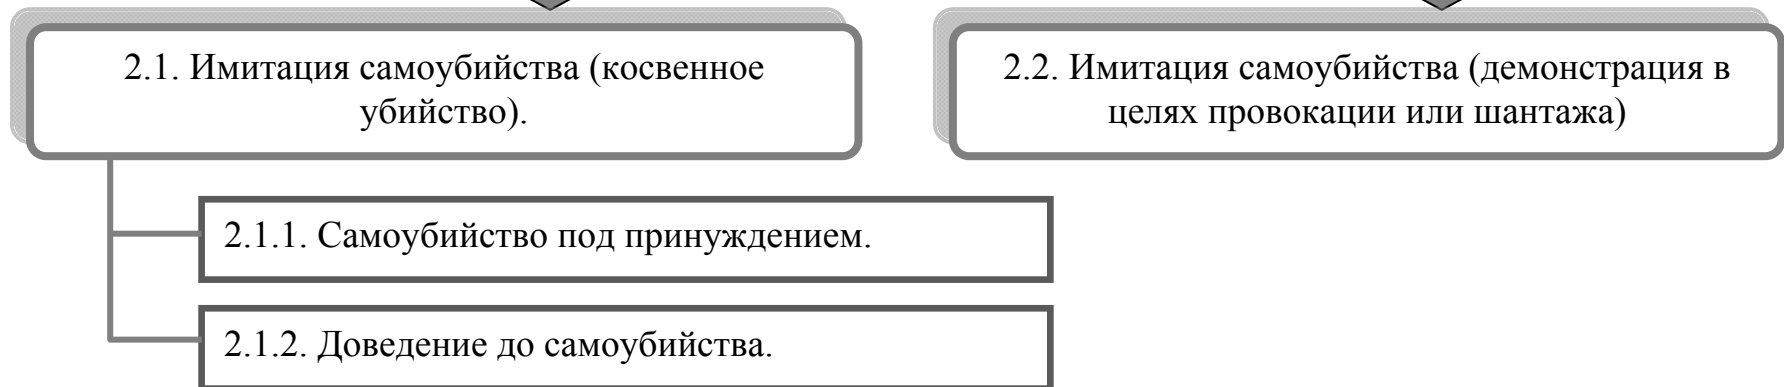 2.1. Имитация самоубийства (косвенное
убийство).
2.2. Имитация самоубийства (демонстрация в
целях провокации или шантажа)
2.1.1. Самоубийство под принуждением.
2.1.2. Доведение до самоубийства.